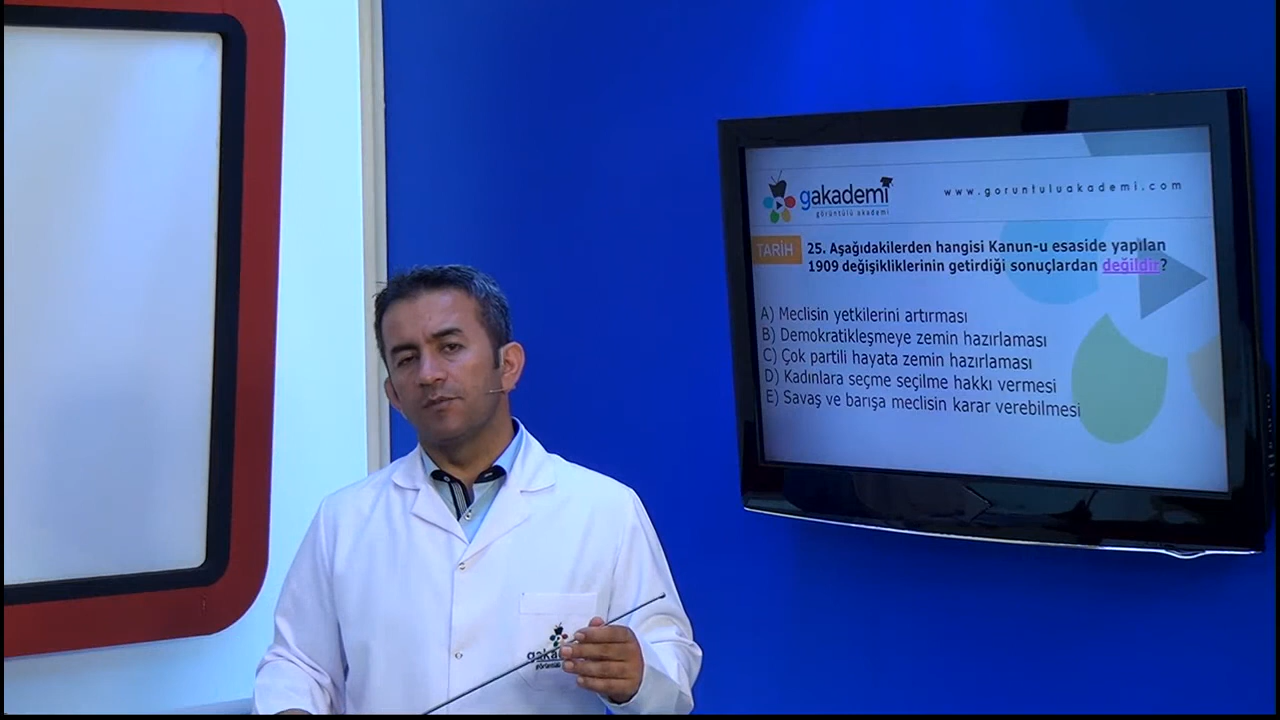 gakademi
görüntülü akademi
www.goruntuluakademi.com
TARİH
25. Aşağıdakilerden hangisi Kanun-u esaside yapılan
1909 değişikliklerinin getirdiği sonuçlardan değildir?
A) Meclisin yetkilerini artırması
B) Demokratikleşmeye zemin hazırlaması
C) Çok partili hayata zemin hazırlaması
D) Kadınlara seçme seçilme hakkı vermesi
E) Savaş ve barışa meclisin karar verebilmesi